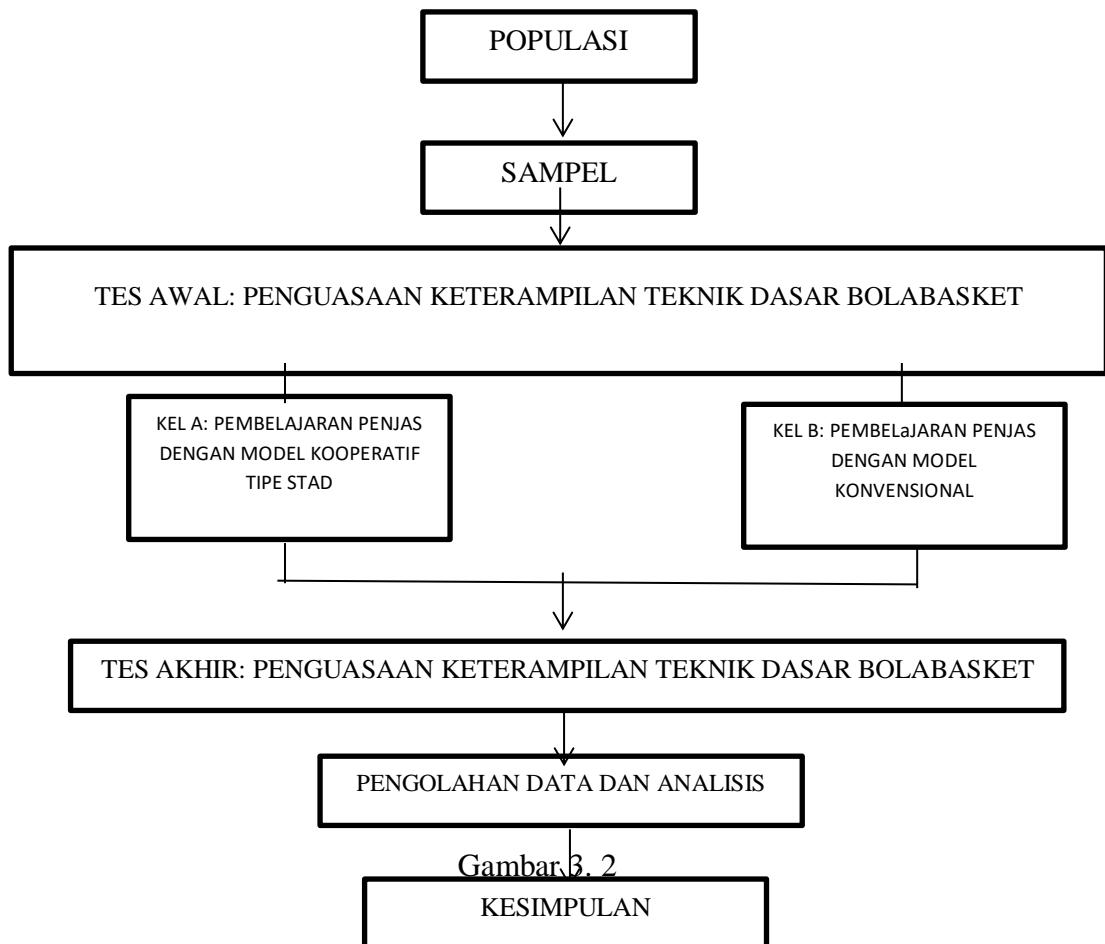 POPULASI
SAMPEL
TES AWAL: PENGUASAAN KETERAMPILAN TEKNIK DASAR BOLABASKET
KEL A: PEMBELAJARAN PENJAS
DENGAN MODEL KOOPERATIF
TIPE STAD
KEL B: PEMBELaJARAN PENJAS
DENGAN MODEL
KONVENSIONAL
TES AKHIR: PENGUASAAN KETERAMPILAN TEKNIK DASAR BOLABASKET
PENGOLAHAN DATA DAN ANALISIS
Gambar 3. 2
KESIMPULAN